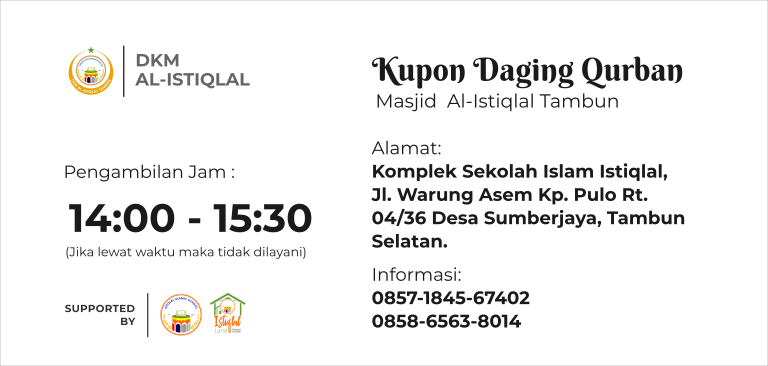 DKM
AL-ISTIQLAL
Kupon Daging Qurban
Masjid Al-Istiqlal Tambun
Pengambilan Jam :
14:00 - 15:30
(Jika lewat waktu maka tidak dilayani)
Alamat:
Komplek Sekolah Islam Istiqlal,
Jl. Warung Asem Kp. Pulo Rt.
04/36 Desa Sumberjaya, Tambun
Selatan.
Informasi:
0857-1845-67402
0858-6563-8014
SUPPORTED
BY
Istiqlal